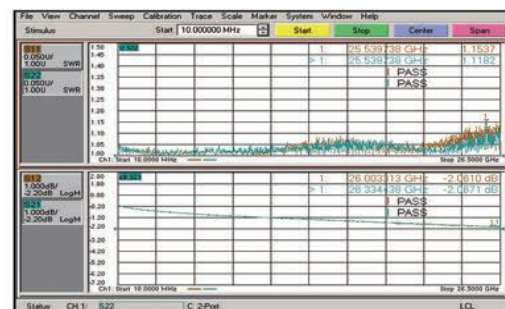 File View Channel Sweep Calibration Trace Scale Marker System Window Help
Stimulus Start 10.000000 MHz Start Stop Center Span
S11
0.050U/
1.00U SWR
S22
0.050U/
1.00U SWR
1.50
1.45
1.40
1.35
1.30
1.25
1.20
1.15
1.10
1.05
1.00
1: 25.539738 GHz 1.1537
> 1: 25.539738 GHz 1.1182
PASS
PASS
Ch1: Start 10.0000 MHz Stop 26.5000 GHz
S12
1.000dB/
-2.20dB LogM
S21
1.000dB/
-2.20dB LogM
2.80
1.80
0.80
-0.20
-1.20
-2.20
-3.20
-4.20
-5.20
-6.20
-7.20
1: 26.003313 GHz -2.0610 dB
> 1: 26.334438 GHz -2.0671 dB
PASS
PASS
Ch1: Start 10.0000 MHz Stop 26.5000 GHz
Status CH 1: S22 C 2-Port LCL